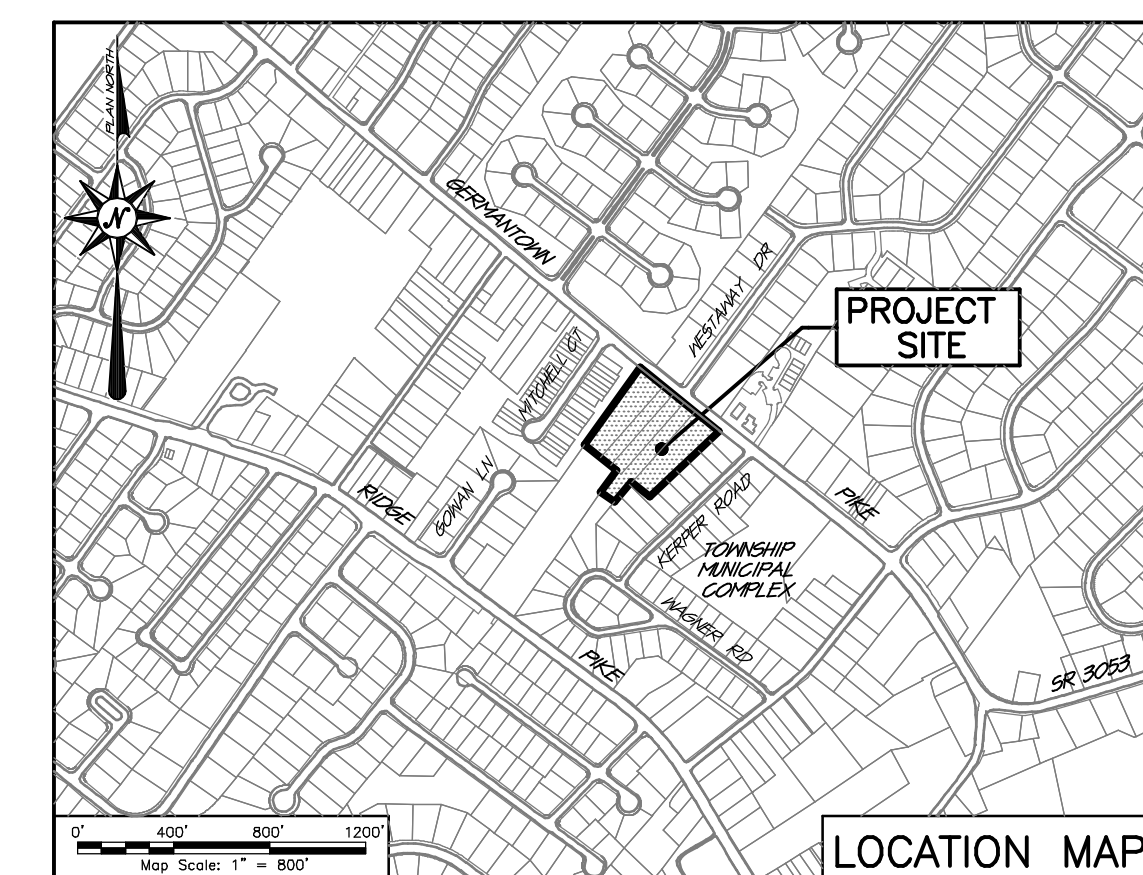 PLAN NORTH
N
GERMANTOWN
WESTAWAY DR
PROJECT
SITE
MITCHELL CT
GOWAN LN
RIDGE
PIKE
KERPER ROAD
TOWNSHIP
MUNICIPAL
COMPLEX
WAGNER RD
PIKE
SR 3053
0' 400' 800' 1200'
Map Scale: 1" = 800'
LOCATION MAP